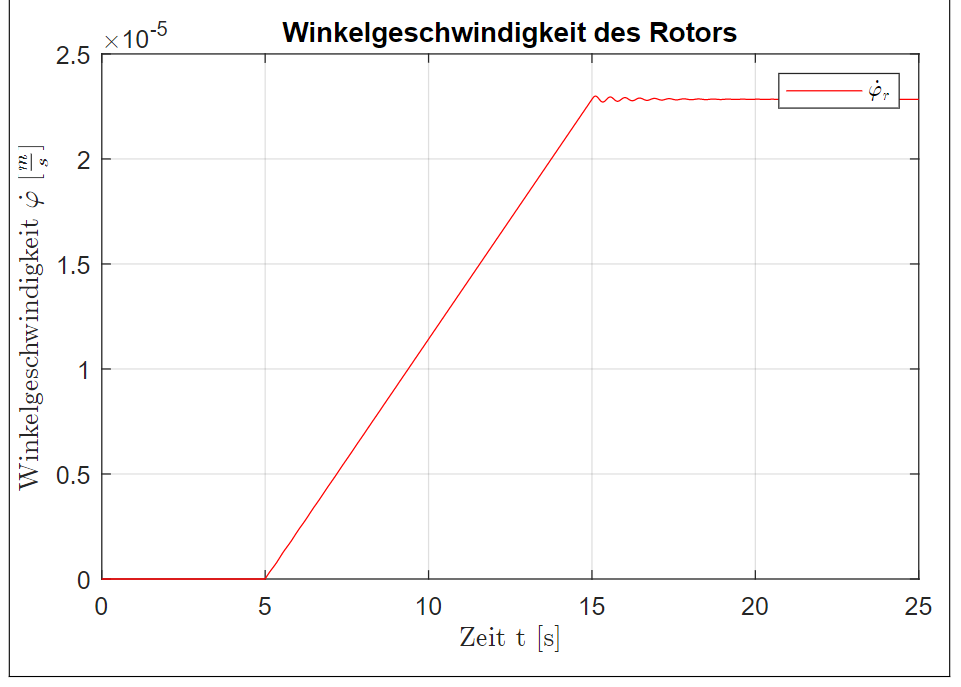 Winkelgeschwindigkeit des Rotors
×10^-5
2.5
2
1.5
1
0.5
0
Winkelgeschwindigkeit φ̇ [m/s]
φ̇_r
0 5 10 15 20 25
Zeit t [s]